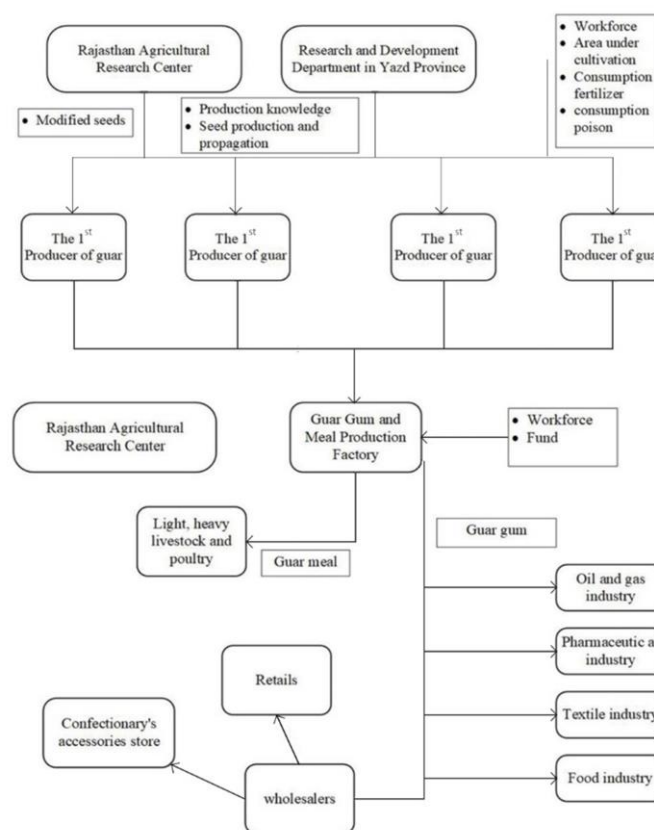 Rajasthan Agricultural
Research Center
Research and Development
Department in Yazd Province
• Workforce
• Area under
cultivation
• Consumption
fertilizer
• consumption
poison
• Modified seeds
• Production knowledge
• Seed production and
propagation
The 1st
Producer of guar
The 1st
Producer of guar
The 1st
Producer of guar
The 1st
Producer of gua
Rajasthan Agricultural
Research Center
Guar Gum and
Meal Production
Factory
• Workforce
• Fund
Light, heavy
livestock and
poultry
Guar meal
Guar gum
Oil and gas
industry
Pharmaceutic a
industry
Textile industry
Food industry
Retails
Confectionary's
accessories store
wholesalers